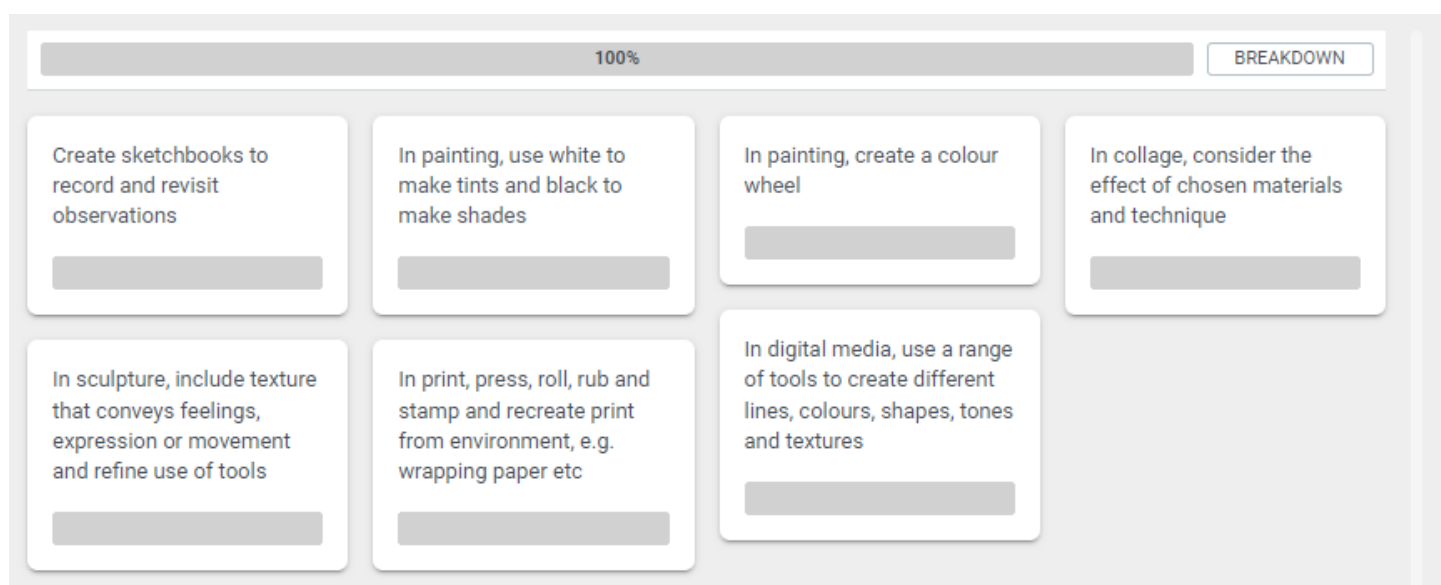 100%
BREAKDOWN
Create sketchbooks to
record and revisit
observations
In painting, use white to
make tints and black to
make shades
In painting, create a colour
wheel
In collage, consider the
effect of chosen materials
and technique
In sculpture, include texture
that conveys feelings,
expression or movement
and refine use of tools
In print, press, roll, rub and
stamp and recreate print
from environment, e.g.
wrapping paper etc
In digital media, use a range
of tools to create different
lines, colours, shapes, tones
and textures